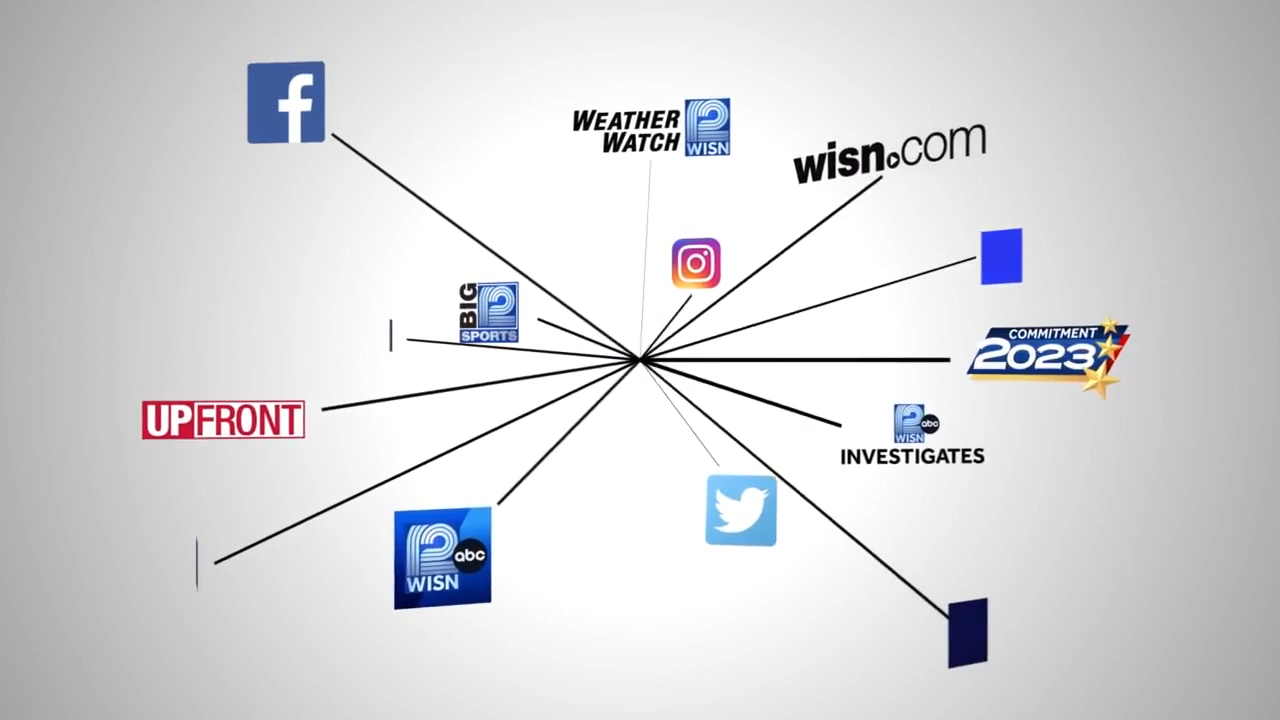 f
WEATHER
WATCH
12
WISN
wisn.com
BIG
12
SPORTS
COMMITMENT
2023
UPFRONT
12
abc
WISN
INVESTIGATES
12
abc
WISN